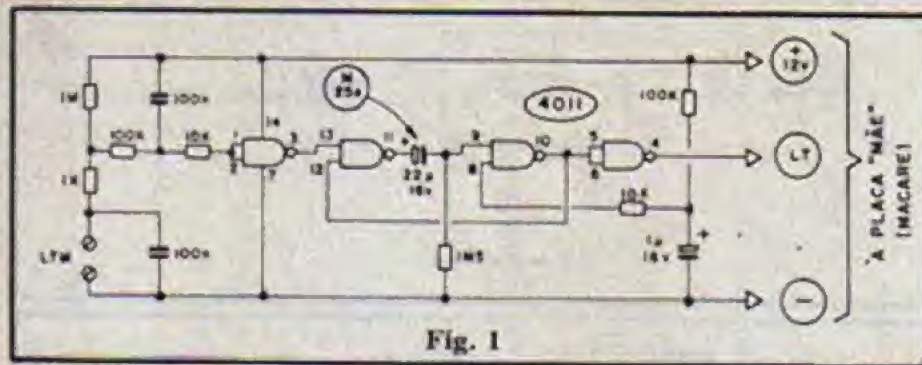 1M
100n
100K
10K
1
2
14
7
3
13
12
11
M
25s
+
22µ
16v
9
8
10
4011
5
6
4
100K
10K
1µ
16v
+
1K
LTM
100n
1M5
+
12v
LT
—
"À PLACA "MÃE"
(MACARE)
Fig. 1